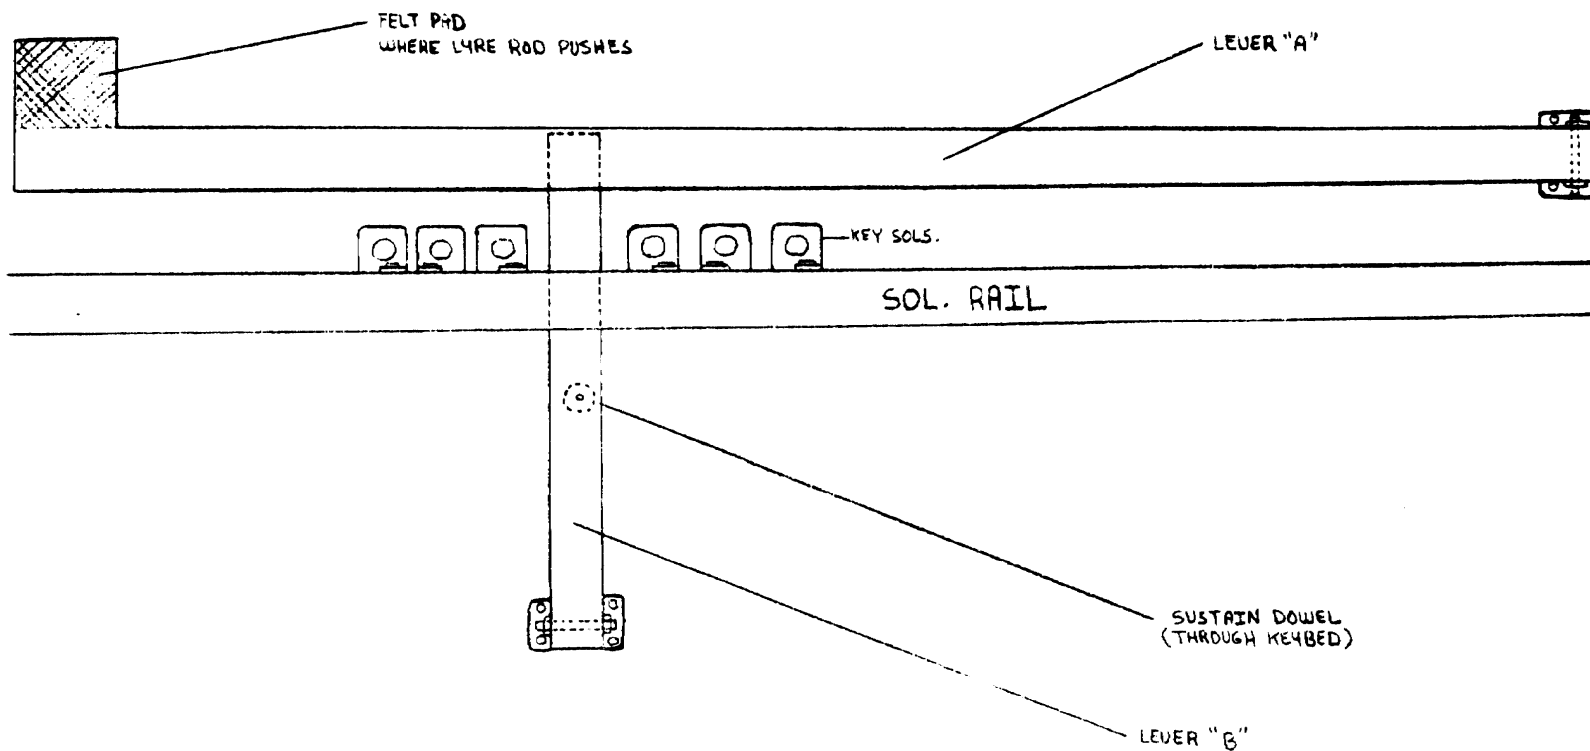 FELT PAD
WHERE LYRE ROD PUSHES
LEVER "A"
KEY SOLS.
SOL. RAIL
SUSTAIN DOWEL
(THROUGH KEYBED)
LEVER "B"